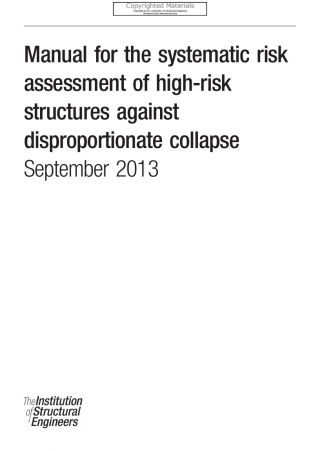 Copyrighted Materials
Manual for the systematic risk
assessment of high-risk
structures against
disproportionate collapse
September 2013
The Institution
of Structural
Engineers